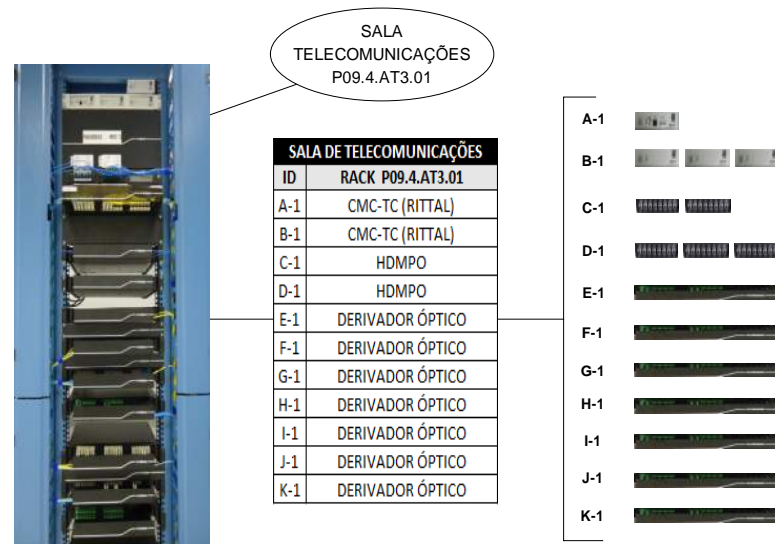 SALA
TELECOMUNICAÇÕES
P09.4.AT3.01
SALA DE TELECOMUNICAÇÕES
ID RACK P09.4.AT3.01
A-1 CMC-TC (RITTAL)
B-1 CMC-TC (RITTAL)
C-1 HDMPO
D-1 HDMPO
E-1 DERIVADOR ÓPTICO
F-1 DERIVADOR ÓPTICO
G-1 DERIVADOR ÓPTICO
H-1 DERIVADOR ÓPTICO
I-1 DERIVADOR ÓPTICO
J-1 DERIVADOR ÓPTICO
K-1 DERIVADOR ÓPTICO
A-1
B-1
C-1
D-1
E-1
F-1
G-1
H-1
I-1
J-1
K-1